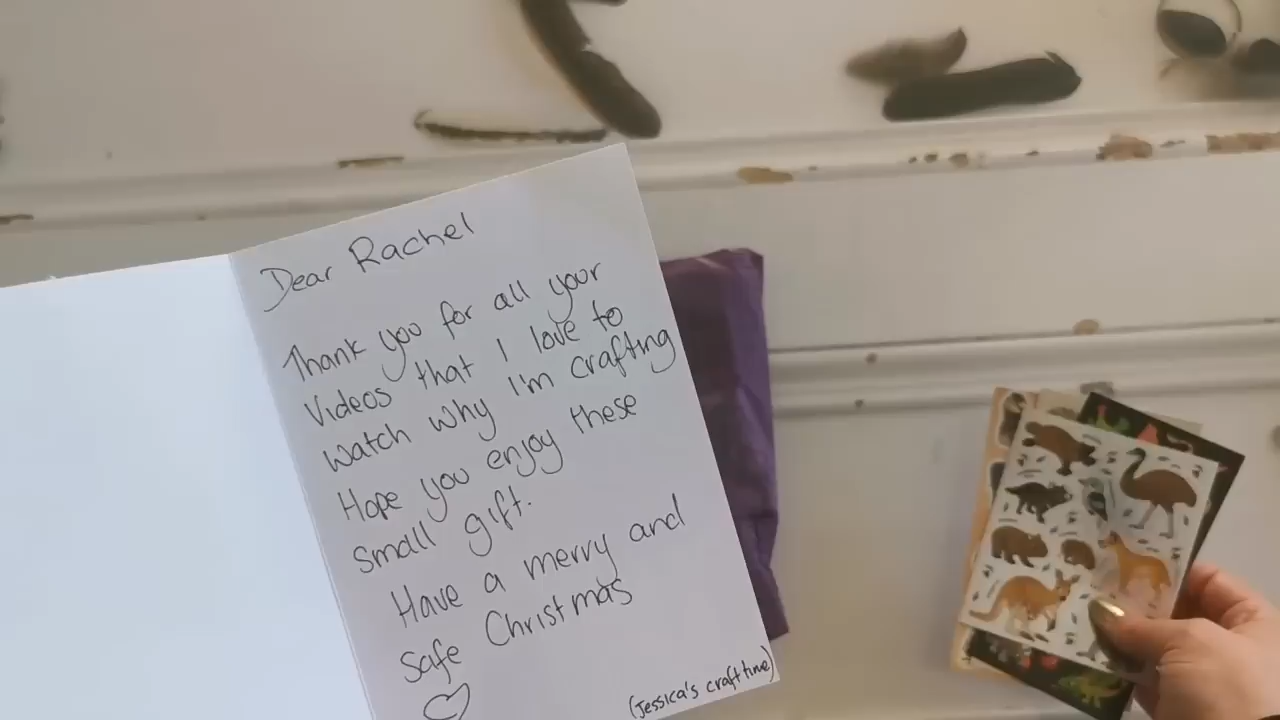 Dear Rachel
Thank you for all your
Videos that I love to
watch why I'm crafting
Hope you enjoy these
small gift.
Have a merry and
safe Christmas
(Jessica's craft time)